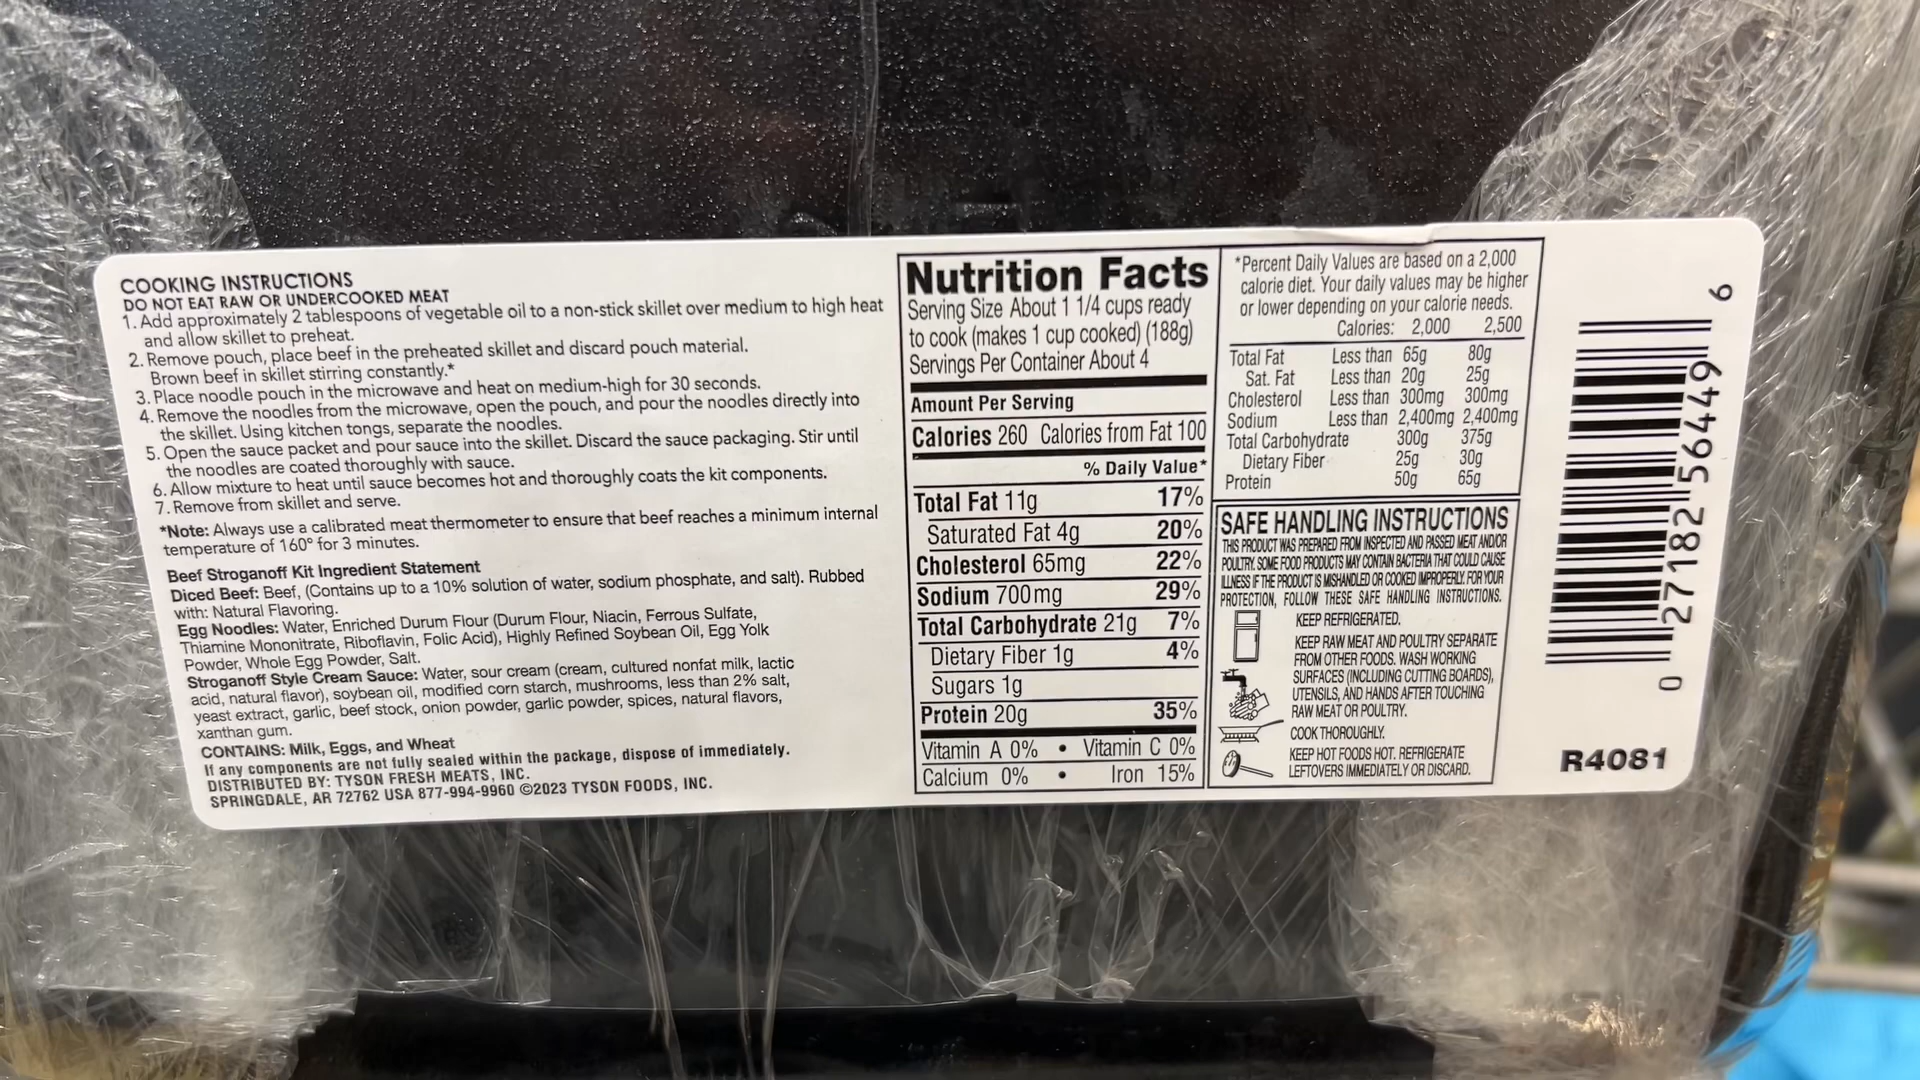 COOKING INSTRUCTIONS
DO NOT EAT RAW OR UNDERCOOKED MEAT
1. Add approximately 2 tablespoons of vegetable oil to a non-stick skillet over medium to high heat
and allow skillet to preheat.
2. Remove pouch, place beef in the preheated skillet and discard pouch material.
Brown beef in skillet stirring constantly.*
3. Place noodle pouch in the microwave and heat on medium-high for 30 seconds.
4. Remove the noodles from the microwave, open the pouch, and pour the noodles directly into
the skillet. Using kitchen tongs, separate the noodles.
5. Open the sauce packet and pour sauce into the skillet. Discard the sauce packaging. Stir until
the noodles are coated thoroughly with sauce.
6. Allow mixture to heat until sauce becomes hot and thoroughly coats the kit components.
7. Remove from skillet and serve.
*Note: Always use a calibrated meat thermometer to ensure that beef reaches a minimum internal
temperature of 160° for 3 minutes.
Beef Stroganoff Kit Ingredient Statement
Diced Beef: Beef, (Contains up to a 10% solution of water, sodium phosphate, and salt). Rubbed
with: Natural Flavoring.
Egg Noodles: Water, Enriched Durum Flour (Durum Flour, Niacin, Ferrous Sulfate,
Thiamine Mononitrate, Riboflavin, Folic Acid), Highly Refined Soybean Oil, Egg Yolk
Powder, Whole Egg Powder, Salt.
Stroganoff Style Cream Sauce: Water, sour cream (cream, cultured nonfat milk, lactic
acid, natural flavor), soybean oil, modified corn starch, mushrooms, less than 2% salt,
yeast extract, garlic, beef stock, onion powder, garlic powder, spices, natural flavors,
xanthan gum.
CONTAINS: Milk, Eggs, and Wheat
If any components are not fully sealed within the package, dispose of immediately.
DISTRIBUTED BY: TYSON FRESH MEATS, INC.
SPRINGDALE, AR 72762 USA 877-994-9960 ©2023 TYSON FOODS, INC.
Nutrition Facts
Serving Size About 1 1/4 cups ready
to cook (makes 1 cup cooked) (188g)
Servings Per Container About 4
Amount Per Serving
Calories 260 Calories from Fat 100
% Daily Value*
Total Fat 11g 17%
Saturated Fat 4g 20%
Cholesterol 65mg 22%
Sodium 700mg 29%
Total Carbohydrate 21g 7%
Dietary Fiber 1g 4%
Sugars 1g
Protein 20g 35%
Vitamin A 0% • Vitamin C 0%
Calcium 0% • Iron 15%
*Percent Daily Values are based on a 2,000
calorie diet. Your daily values may be higher
or lower depending on your calorie needs.
Calories: 2,000 2,500
Total Fat Less than 65g 80g
Sat. Fat Less than 20g 25g
Cholesterol Less than 300mg 300mg
Sodium Less than 2,400mg 2,400mg
Total Carbohydrate 300g 375g
Dietary Fiber 25g 30g
Protein 50g 65g
SAFE HANDLING INSTRUCTIONS
THIS PRODUCT WAS PREPARED FROM INSPECTED AND PASSED MEAT AND/OR
POULTRY. SOME FOOD PRODUCTS MAY CONTAIN BACTERIA THAT COULD CAUSE
ILLNESS IF THE PRODUCT IS MISHANDLED OR COOKED IMPROPERLY. FOR YOUR
PROTECTION, FOLLOW THESE SAFE HANDLING INSTRUCTIONS.
KEEP REFRIGERATED.
KEEP RAW MEAT AND POULTRY SEPARATE
FROM OTHER FOODS. WASH WORKING
SURFACES (INCLUDING CUTTING BOARDS),
UTENSILS, AND HANDS AFTER TOUCHING
RAW MEAT OR POULTRY.
COOK THOROUGHLY.
KEEP HOT FOODS HOT. REFRIGERATE
LEFTOVERS IMMEDIATELY OR DISCARD.
0 27182 56449 6
R4081